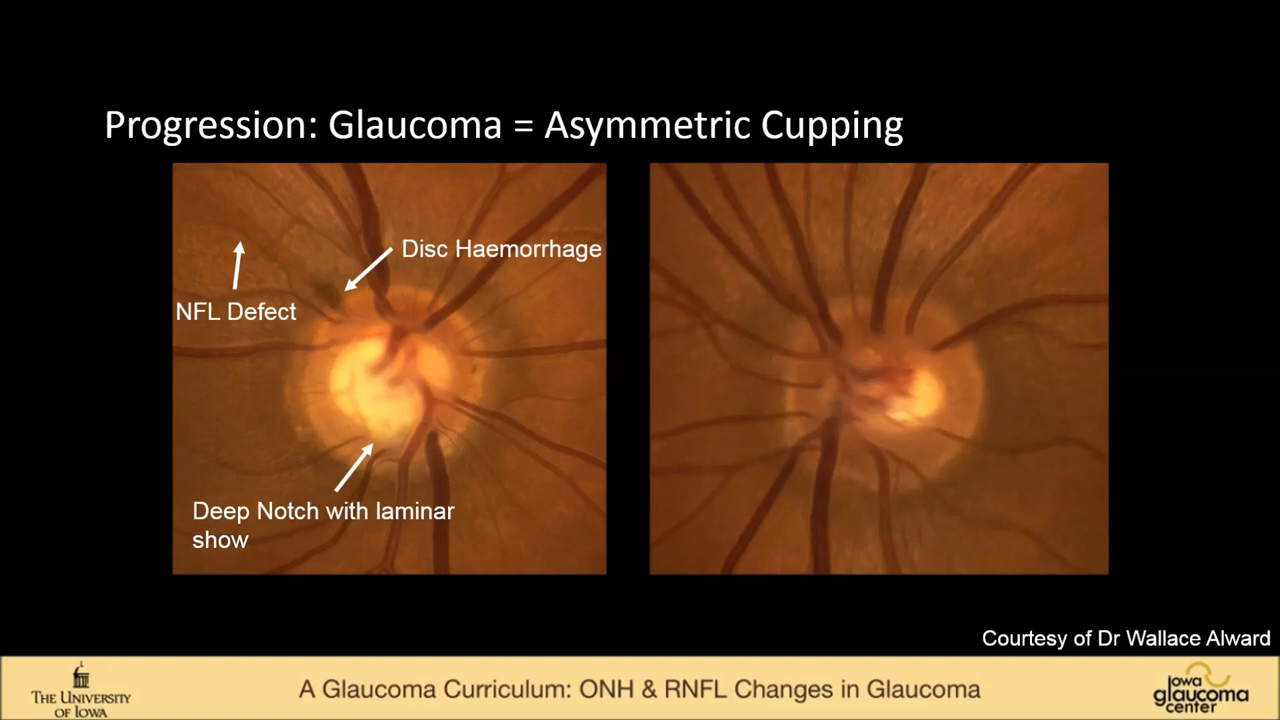 Progression: Glaucoma = Asymmetric Cupping
Disc Haemorrhage
NFL Defect
Deep Notch with laminar
show
Courtesy of Dr Wallace Alward
THE UNIVERSITY
OF IOWA
A Glaucoma Curriculum: ONH & RNFL Changes in Glaucoma
Iowa
glaucoma
center